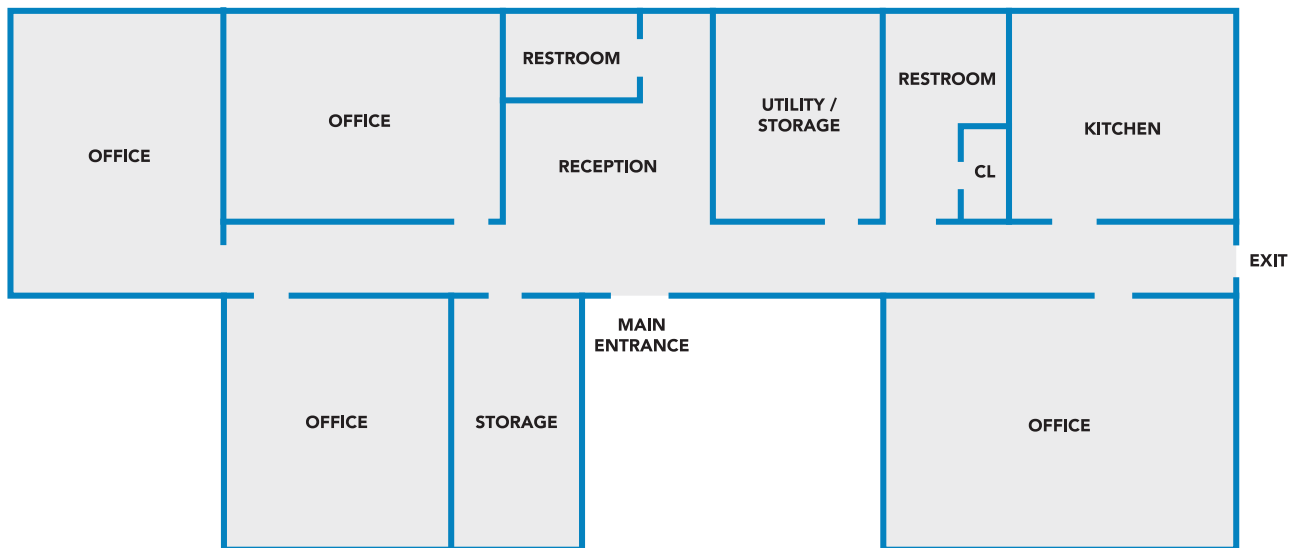 RESTROOM
RESTROOM
UTILITY /
STORAGE
OFFICE
KITCHEN
OFFICE
RECEPTION
CL
EXIT
MAIN
ENTRANCE
OFFICE
STORAGE
OFFICE